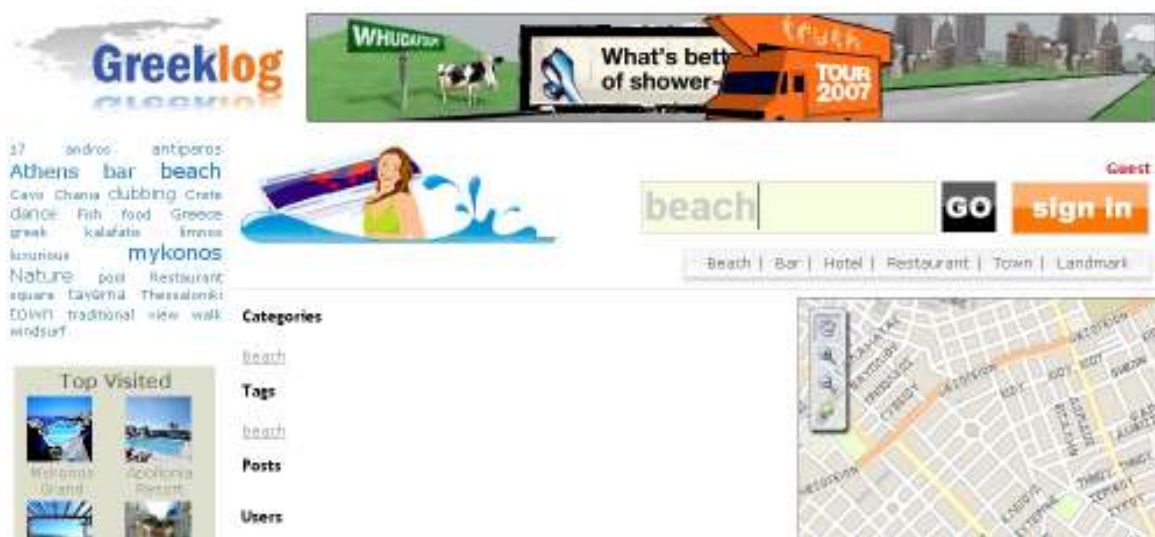 Greeklog
WHUDAFXUP
What's bett
of shower-
truth
TOUR
2007
17 andros antiparos
Athens bar beach
Cavo Chania clubbing Crete
dance Fish food Greece
greek kalafatis limnos
luxurious mykonos
Nature pool Restaurant
square taverna Thessaloniki
town traditional view walk
windsurf
Guest
beach
GO
sign in
Beach | Bar | Hotel | Restaurant | Town | Landmark
Categories
beach
Tags
beach
Posts
Users
Top Visited
Mykonos
Grand
Apollonia
Resort